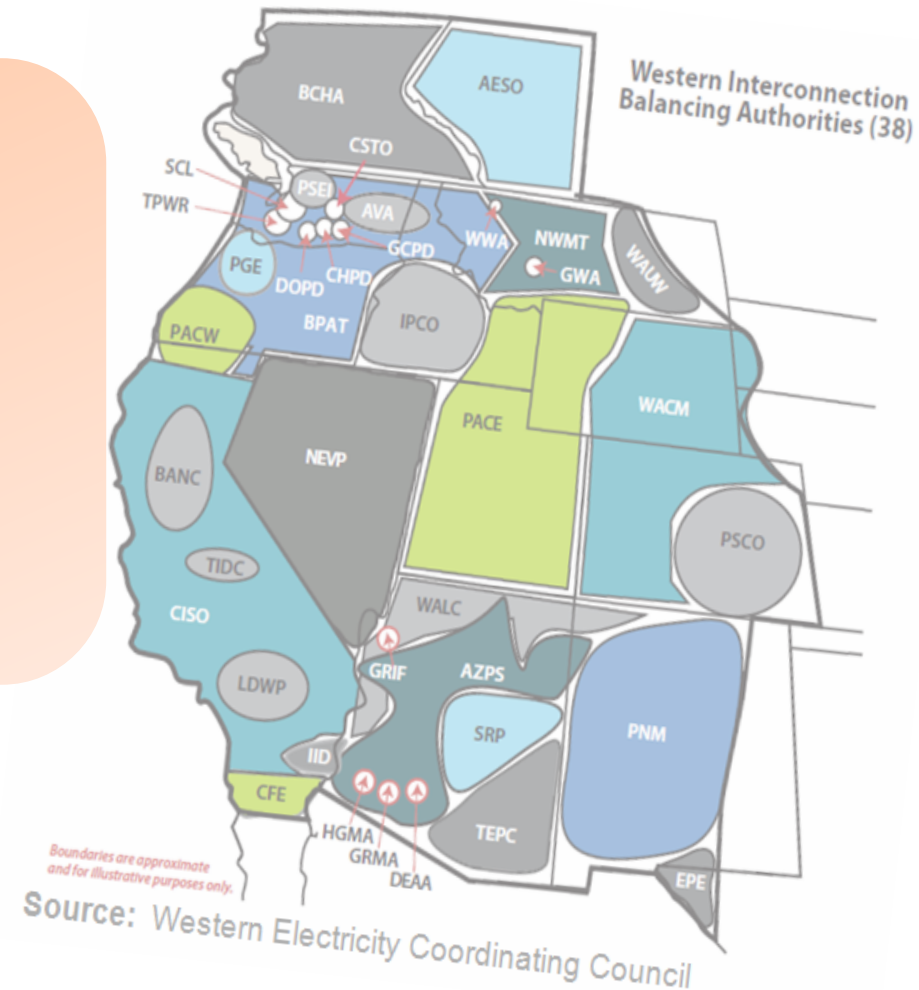 Western Interconnection
Balancing Authorities (38)
BCHA
AESO
CSTO
SCL
PSEI
TPWR
AVA
WWA
NWMT
GCPD
PGE
CHPD
GWA
WAUW
DOPD
BPAT
IPCO
PACW
WACM
PACE
NEVP
BANC
PSCO
TIDC
CISO
WALC
GRIF
AZPS
LDWP
SRP
PNM
IID
CFE
HGMA
TEPC
GRMA
DEAA
EPE
Boundaries are approximate
and for illustrative purposes only.
Source: Western Electricity Coordinating Council